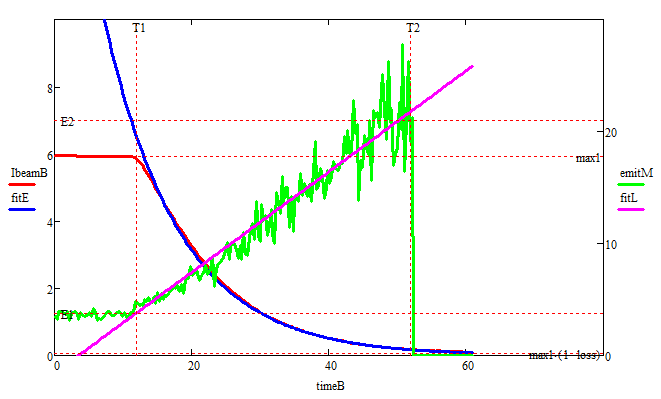 T1
T2
8
E2
20
6
max1
IbeamB
fitE
emitM
fitL
4
10
2
E1
0
max1·(1−loss)
0
0
20
40
60
timeB